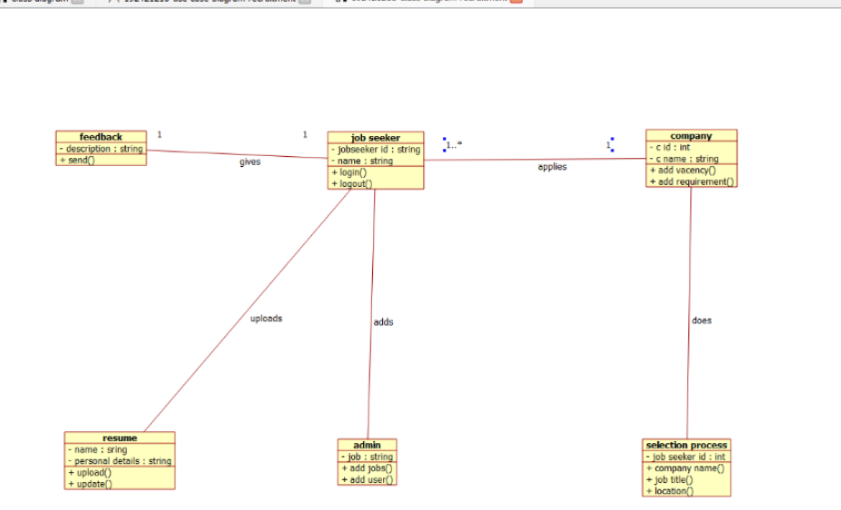 feedback
- description : string
+ send()
1
1
gives
job seeker
- jobseeker id : string
- name : string
+ login()
+ logout()
1..*
1
applies
company
- c id : int
- c name : string
+ add vacency()
+ add requirement()
uploads
adds
does
resume
- name : sring
- personal details : string
+ upload()
+ update()
admin
- job : string
+ add jobs()
+ add user()
selection process
- job seeker id : int
+ company name()
+ job title()
+ location()